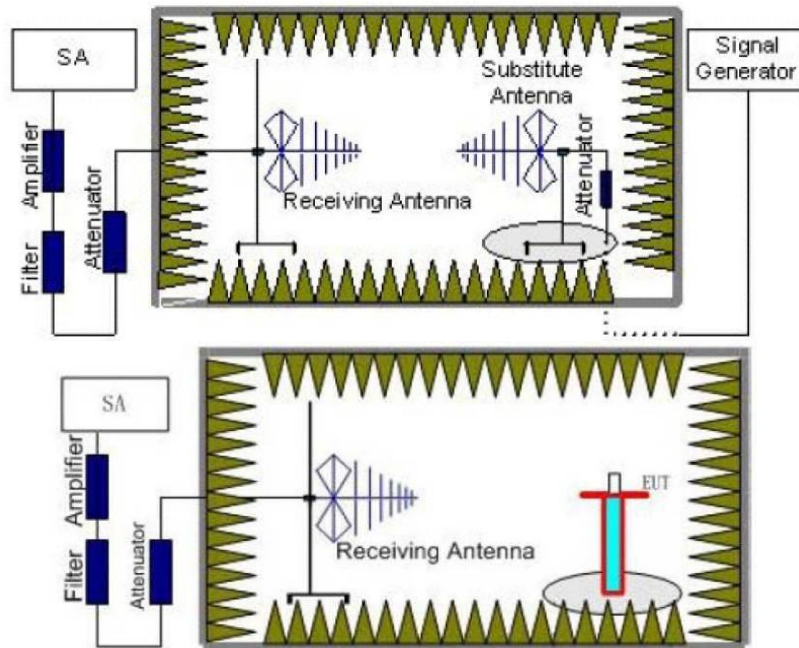 SA
Signal
Generator
Substitute
Antenna
Amplifier
Attenuator
Attenuator
Receiving Antenna
Filter
SA
Amplifier
EUT
Receiving Antenna
Filter
Attenuator